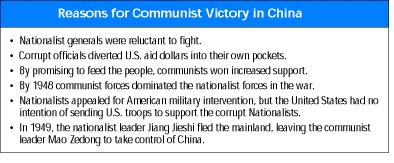 Reasons for Communist Victory in China
• Nationalist generals were reluctant to fight.
• Corrupt officials diverted U.S. aid dollars into their own pockets.
• By promising to feed the people, communists won increased support.
• By 1948 communist forces dominated the nationalist forces in the war.
• Nationalists appealed for American military intervention, but the United States had no
intention of sending U.S. troops to support the corrupt Nationalists.
• In 1949, the nationalist leader Jiang Jieshi fled the mainland, leaving the communist
leader Mao Zedong to take control of China.